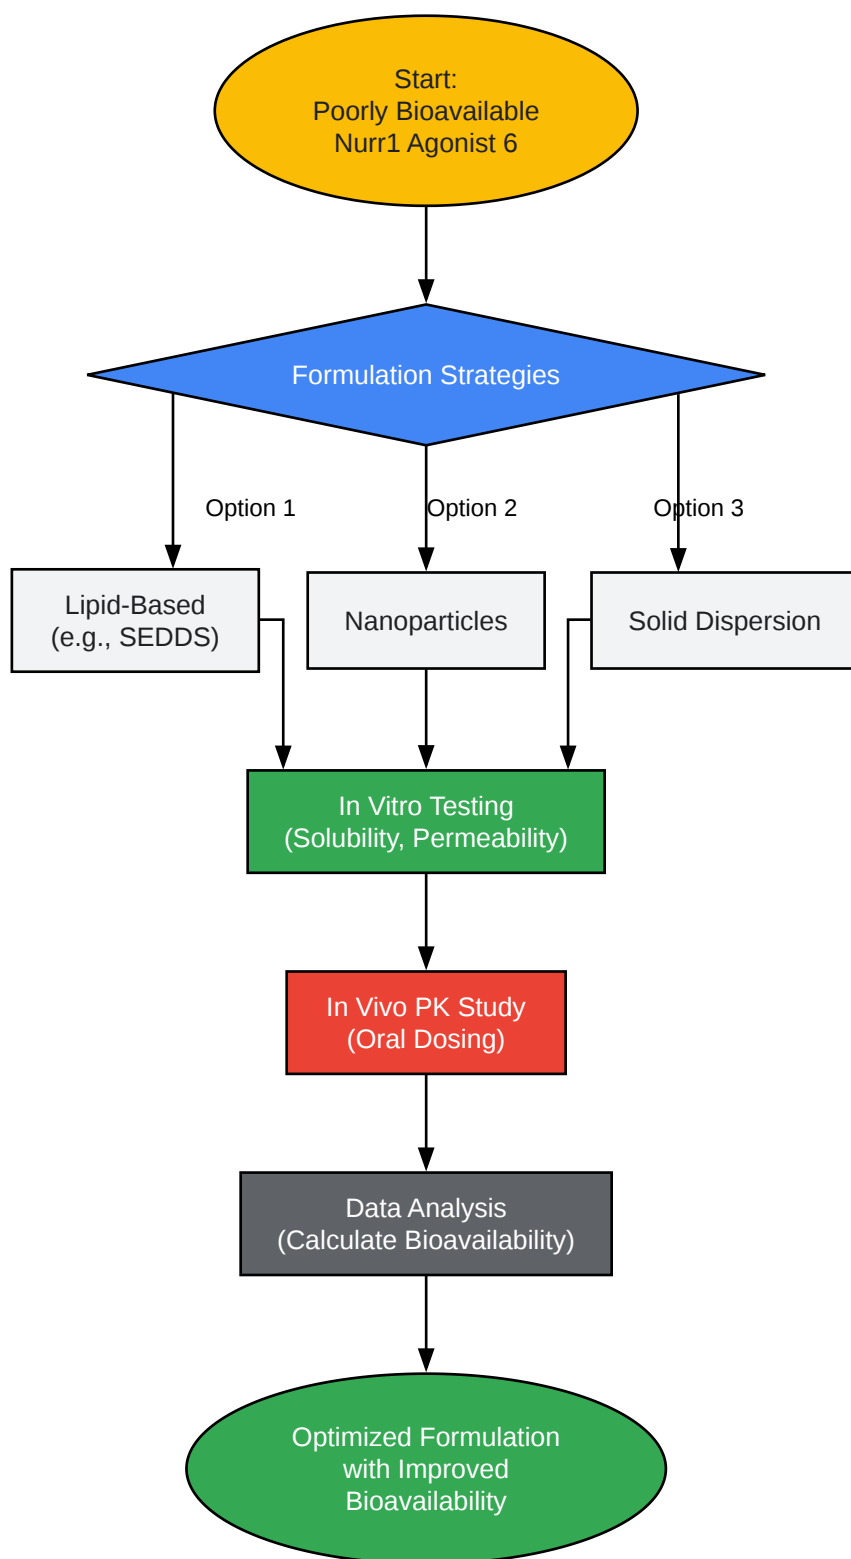 Start:
Poorly Bioavailable
Nurr1 Agonist 6
Formulation Strategies
Option 1
Option 2
Option 3
Lipid-Based
(e.g., SEDDS)
Nanoparticles
Solid Dispersion
In Vitro Testing
(Solubility, Permeability)
In Vivo PK Study
(Oral Dosing)
Data Analysis
(Calculate Bioavailability)
Optimized Formulation
with Improved
Bioavailability